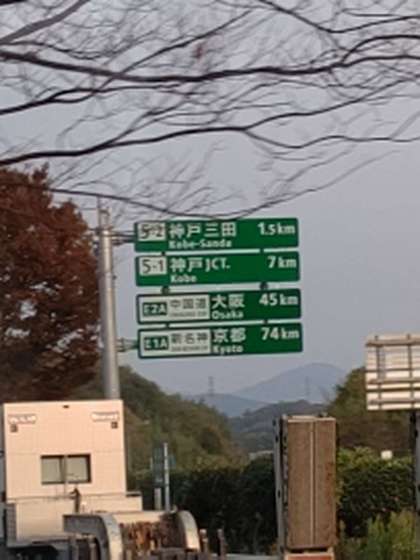 5-2 神戸三田 1.5km
Kobe-Sanda
5-1 神戸JCT. 7km
Kobe
E2A 中国道 大阪 45km
Osaka
E1A 新名神 京都 74km
Kyoto